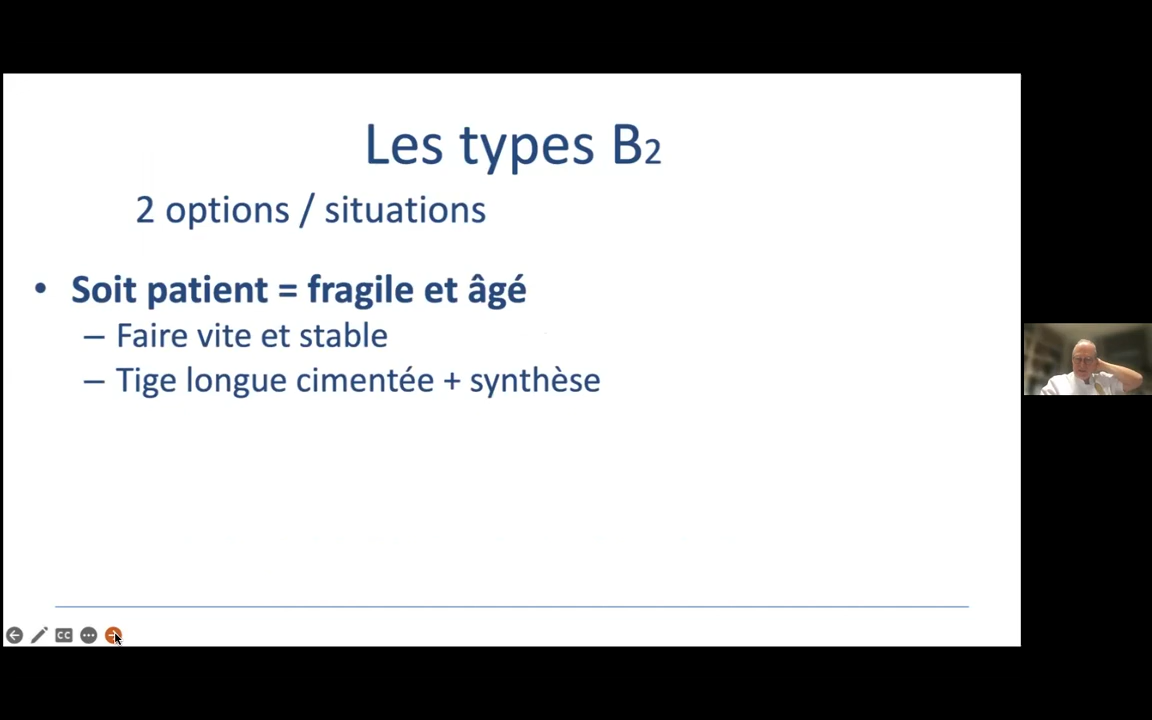 Les types B2
2 options / situations
• Soit patient = fragile et âgé
– Faire vite et stable
– Tige longue cimentée + synthèse
CC